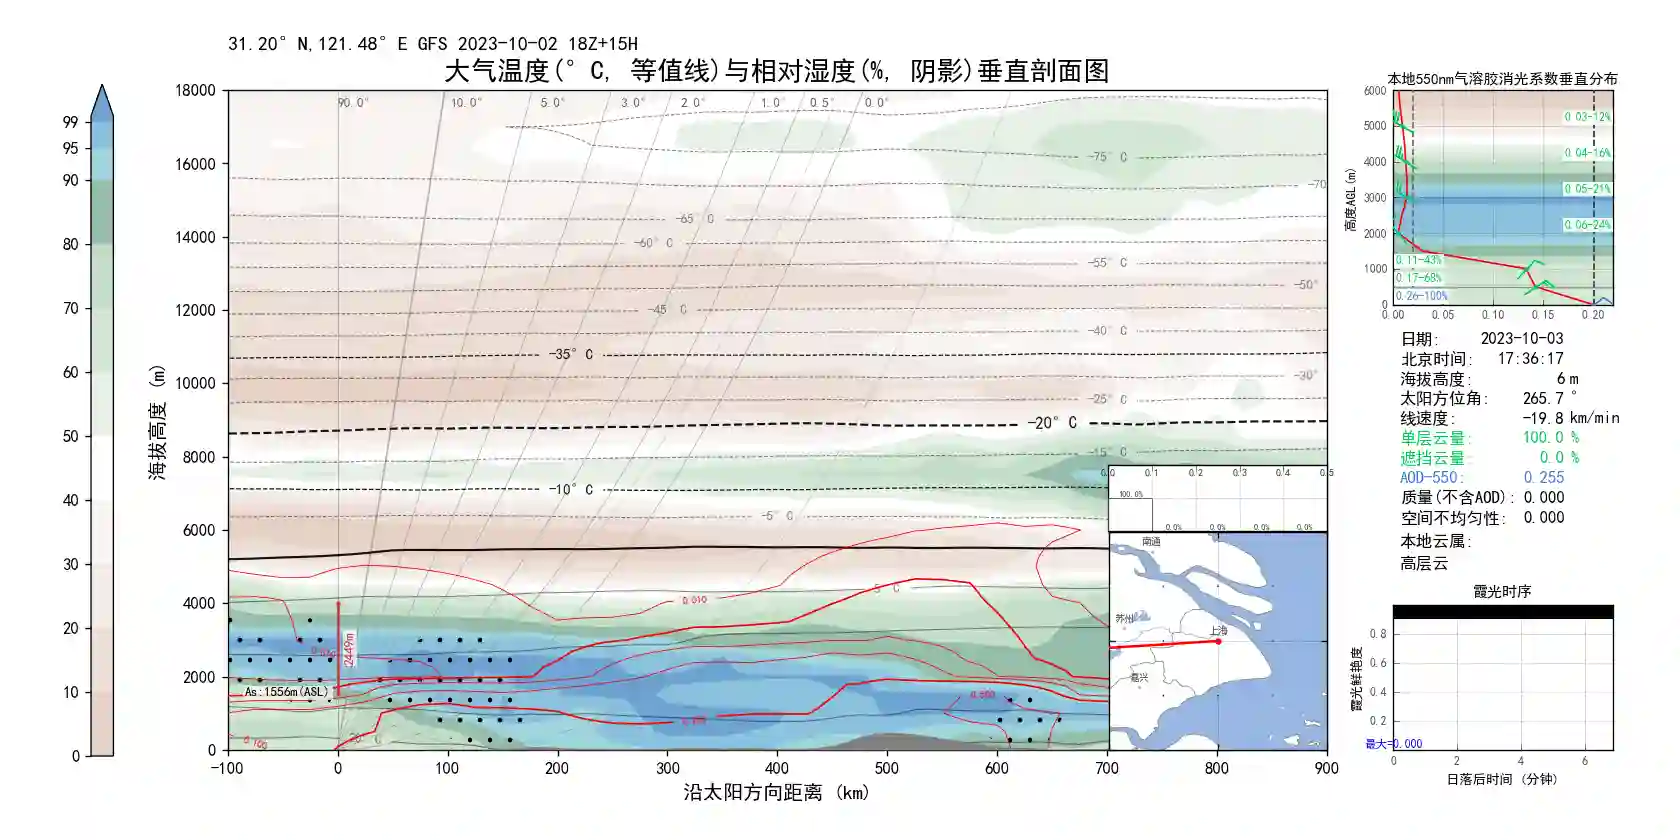 31.20° N,121.48° E GFS 2023-10-02 18Z+15H
大气温度(° C, 等值线)与相对湿度(%, 阴影)垂直剖面图
99
95
90
80
70
60
50
40
30
20
10
0
海拔高度 (m)
18000
16000
14000
12000
10000
8000
6000
4000
2000
0
90.0° 10.0° 5.0° 3.0° 2.0° 1.0° 0.5° 0.0°
-75° C
-70
-65° C
-60° C
-55° C
-50°
-45° C
-40° C
-35° C
-30°
-25° C
-20° C
-15° C
-10° C
-5° C
5° C
0.010
2449m
As:1556m(ASL)
0.500
0.100
0.100
-100 0 100 200 300 400 500 600 700 800 900
沿太阳方向距离 (km)
0.0 0.1 0.2 0.3 0.4 0.5
100.0%
0.0% 0.0% 0.0% 0.0%
南通
苏州
上海
嘉兴
本地550nm气溶胶消光系数垂直分布
高度AGL(m)
6000
5000
4000
3000
2000
1000
0
0.03-12%
0.04-16%
0.05-21%
0.06-24%
0.11-43%
0.17-68%
0.26-100%
0.00 0.05 0.10 0.15 0.20
日期: 2023-10-03
北京时间: 17:36:17
海拔高度: 6 m
太阳方位角: 265.7 °
线速度: -19.8 km/min
单层云量: 100.0 %
遮挡云量: 0.0 %
AOD-550: 0.255
质量(不含AOD): 0.000
空间不均匀性: 0.000
本地云属:
高层云
霞光时序
霞光鲜艳度
0.8
0.6
0.4
0.2
最大=0.000
0 2 4 6
日落后时间 (分钟)